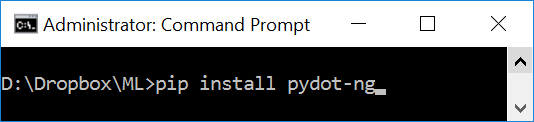 Administrator: Command Prompt
D:\Dropbox\ML>pip install pydot-ng